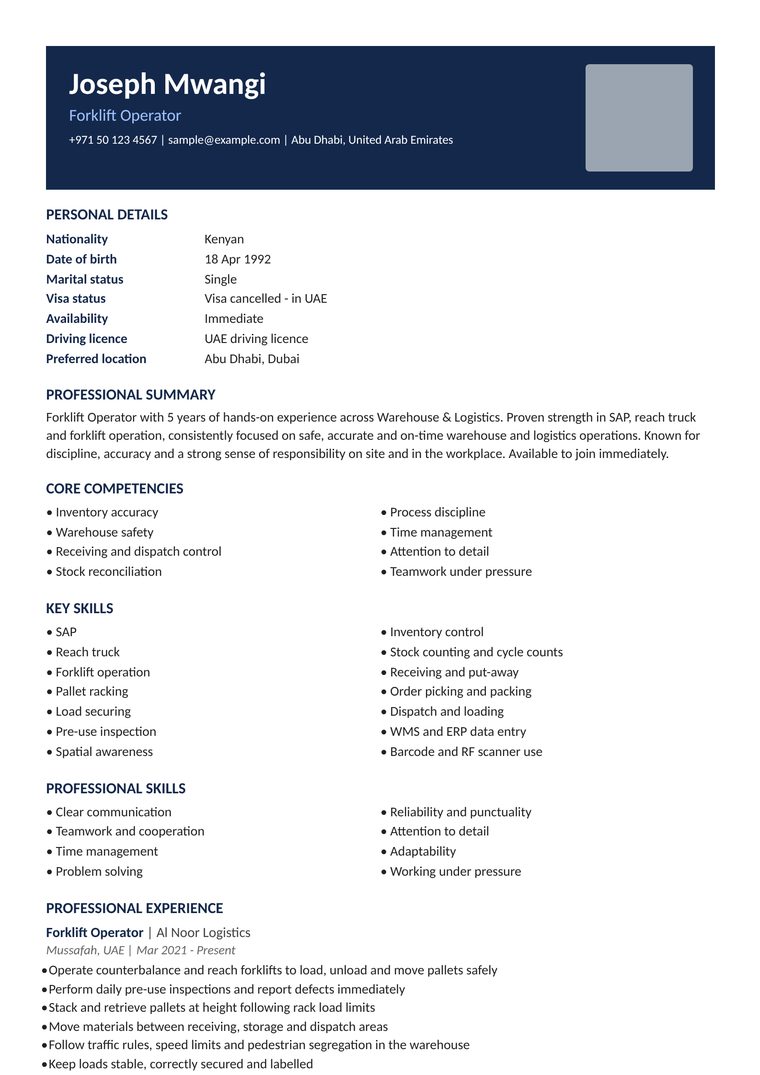 Joseph Mwangi
Forklift Operator
+971 50 123 4567 | sample@example.com | Abu Dhabi, United Arab Emirates
PERSONAL DETAILS
Nationality Kenyan
Date of birth 18 Apr 1992
Marital status Single
Visa status Visa cancelled - in UAE
Availability Immediate
Driving licence UAE driving licence
Preferred location Abu Dhabi, Dubai
PROFESSIONAL SUMMARY
Forklift Operator with 5 years of hands-on experience across Warehouse & Logistics. Proven strength in SAP, reach truck
and forklift operation, consistently focused on safe, accurate and on-time warehouse and logistics operations. Known for
discipline, accuracy and a strong sense of responsibility on site and in the workplace. Available to join immediately.
CORE COMPETENCIES
• Inventory accuracy
• Warehouse safety
• Receiving and dispatch control
• Stock reconciliation
• Process discipline
• Time management
• Attention to detail
• Teamwork under pressure
KEY SKILLS
• SAP
• Reach truck
• Forklift operation
• Pallet racking
• Load securing
• Pre-use inspection
• Spatial awareness
• Inventory control
• Stock counting and cycle counts
• Receiving and put-away
• Order picking and packing
• Dispatch and loading
• WMS and ERP data entry
• Barcode and RF scanner use
PROFESSIONAL SKILLS
• Clear communication
• Teamwork and cooperation
• Time management
• Problem solving
• Reliability and punctuality
• Attention to detail
• Adaptability
• Working under pressure
PROFESSIONAL EXPERIENCE
Forklift Operator | Al Noor Logistics
Mussafah, UAE | Mar 2021 - Present
•Operate counterbalance and reach forklifts to load, unload and move pallets safely
•Perform daily pre-use inspections and report defects immediately
•Stack and retrieve pallets at height following rack load limits
•Move materials between receiving, storage and dispatch areas
•Follow traffic rules, speed limits and pedestrian segregation in the warehouse
•Keep loads stable, correctly secured and labelled